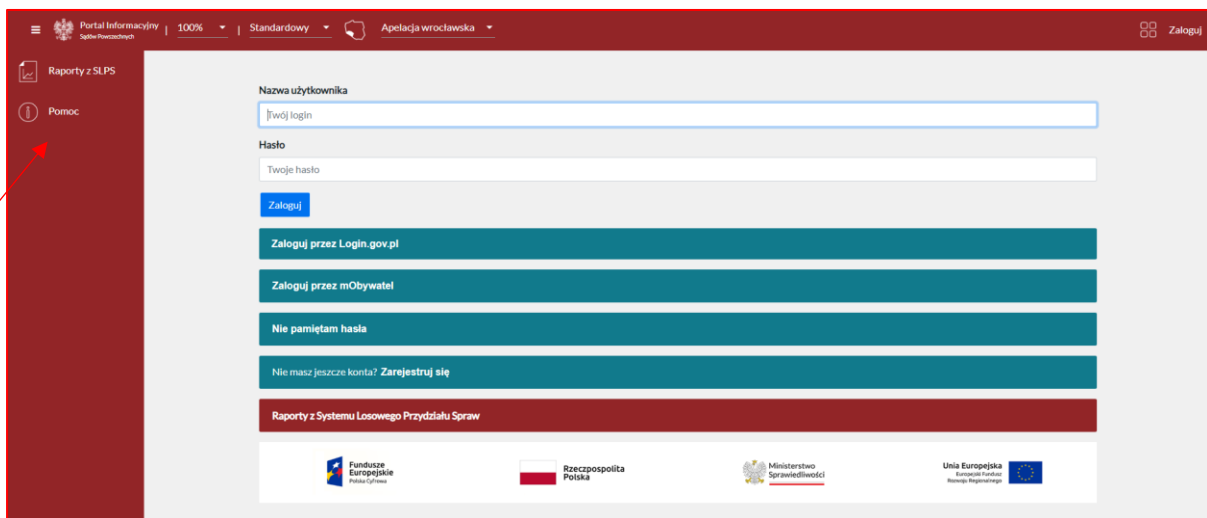 Portal Informacyjny
Sądów Powszechnych
100%
Standardowy
Apelacja wrocławska
Zaloguj
Raporty z SLPS
Pomoc
Nazwa użytkownika
Twój login
Hasło
Twoje hasło
Zaloguj
Zaloguj przez Login.gov.pl
Zaloguj przez mObywatel
Nie pamiętam hasła
Nie masz jeszcze konta? Zarejestruj się
Raporty z Systemu Losowego Przydziału Spraw
Fundusze
Europejskie
Polska Cyfrowa
Rzeczpospolita
Polska
Ministerstwo
Sprawiedliwości
Unia Europejska
Europejski Fundusz
Rozwoju Regionalnego